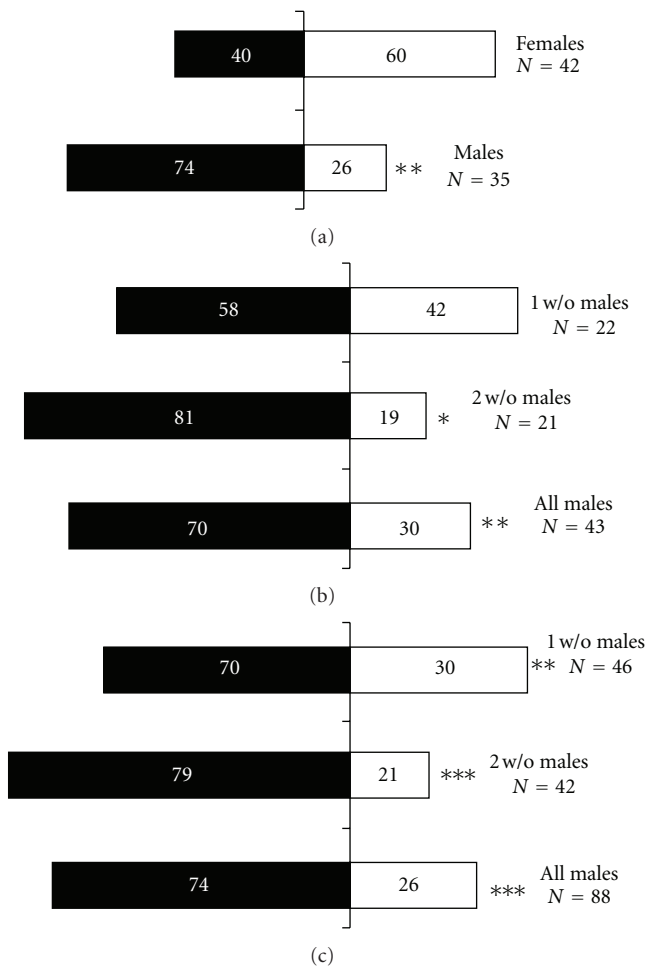 40 60 Females
N = 42
74 26 ** Males
N = 35
(a)
58 42 1 w/o males
N = 22
81 19 * 2 w/o males
N = 21
70 30 ** All males
N = 43
(b)
70 30 ** 1 w/o males
N = 46
79 21 *** 2 w/o males
N = 42
74 26 *** All males
N = 88
(c)